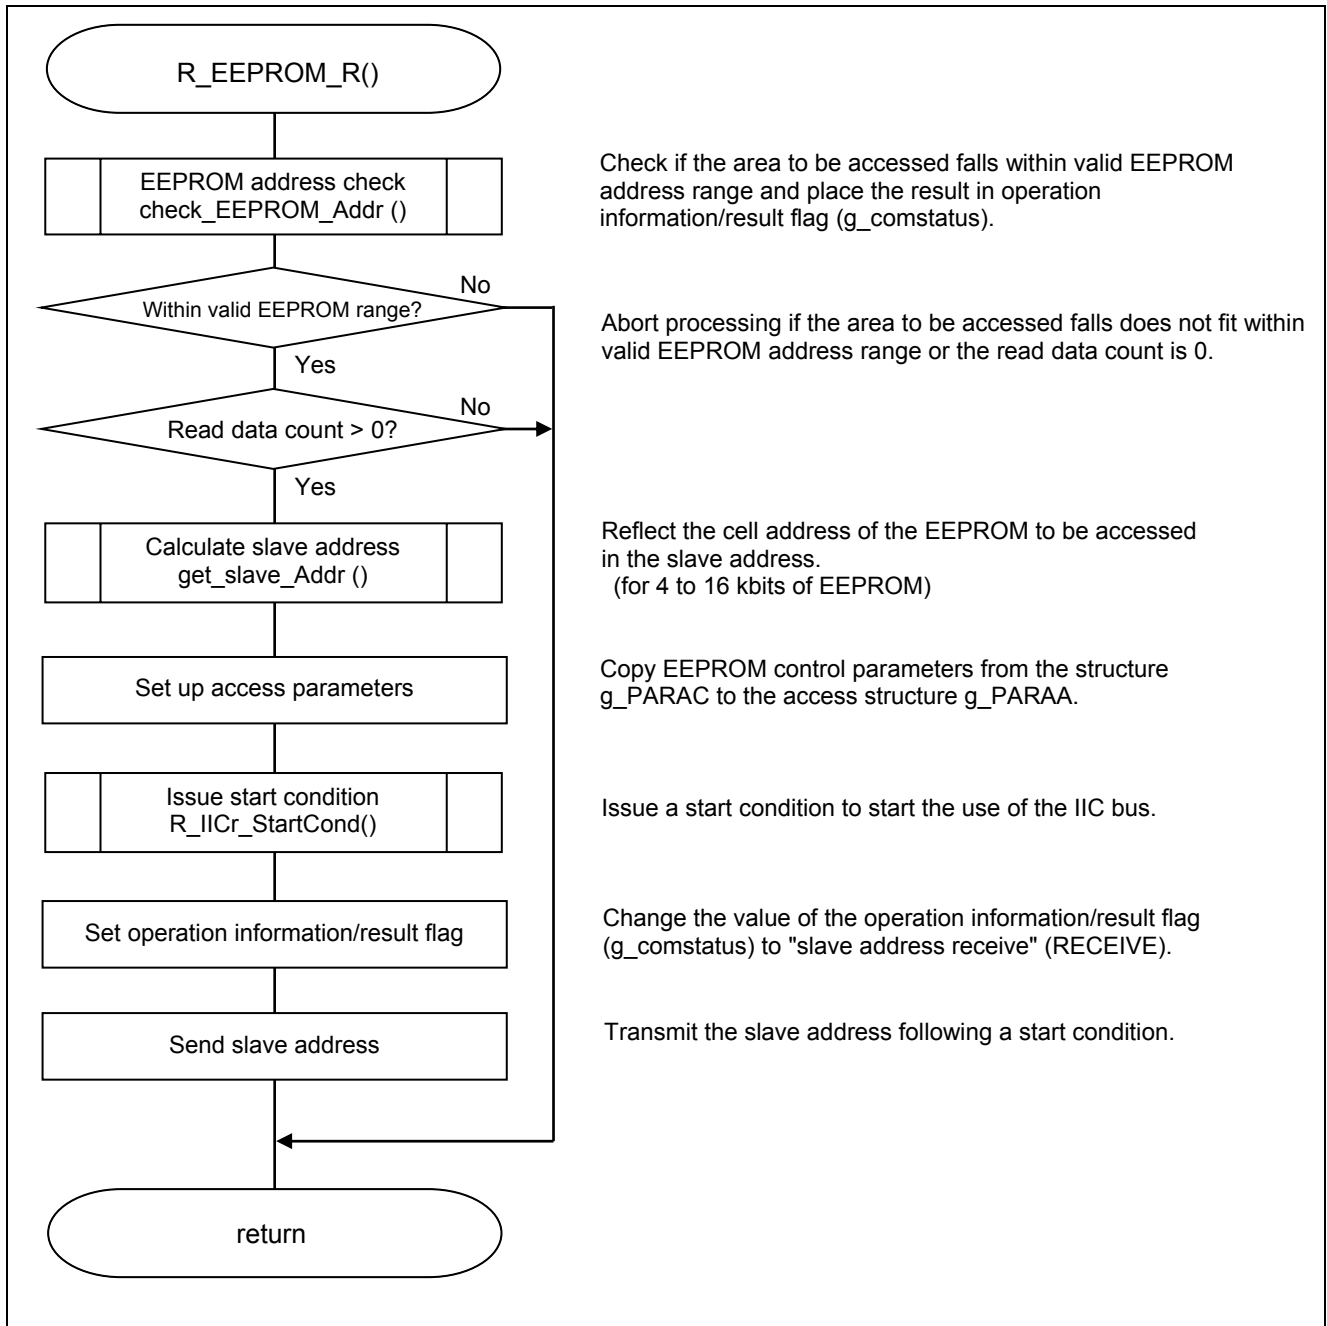 R_EEPROM_R()
EEPROM address check
check_EEPROM_Addr ()
Check if the area to be accessed falls within valid EEPROM
address range and place the result in operation
information/result flag (g_comstatus).
Within valid EEPROM range?
No
Yes
Abort processing if the area to be accessed falls does not fit within
valid EEPROM address range or the read data count is 0.
Read data count > 0?
No
Yes
Calculate slave address
get_slave_Addr ()
Reflect the cell address of the EEPROM to be accessed
in the slave address.
(for 4 to 16 kbits of EEPROM)
Set up access parameters
Copy EEPROM control parameters from the structure
g_PARAC to the access structure g_PARAA.
Issue start condition
R_IICr_StartCond()
Issue a start condition to start the use of the IIC bus.
Set operation information/result flag
Change the value of the operation information/result flag
(g_comstatus) to "slave address receive" (RECEIVE).
Send slave address
Transmit the slave address following a start condition.
return